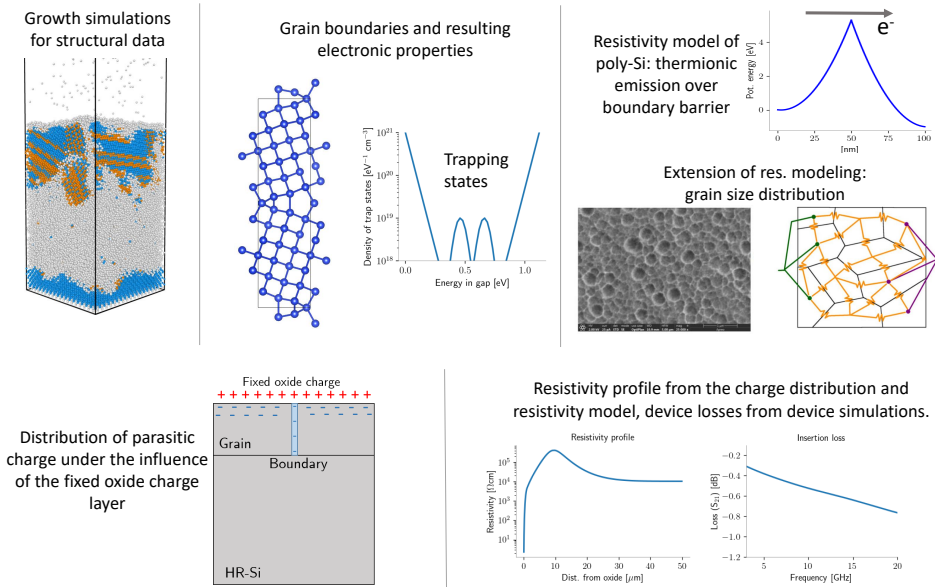 Growth simulations
for structural data
Grain boundaries and resulting
electronic properties
Density of trap states [eV⁻¹ cm⁻³]
10²¹
10²⁰
10¹⁹
10¹⁸
Trapping
states
0.0
0.5
1.0
Energy in gap [eV]
Resistivity model of
poly-Si: thermionic
emission over
boundary barrier
e⁻
Pot. energy [eV]
4
2
0
0
25
50
75
100
[nm]
Extension of res. modeling:
grain size distribution
Distribution of parasitic
charge under the influence
of the fixed oxide charge
layer
Fixed oxide charge
+ + + + + + + + + + + + +
Grain
Boundary
HR-Si
Resistivity profile from the charge distribution and
resistivity model, device losses from device simulations.
Resistivity profile
Resistivity [Ωcm]
10⁵
10⁴
10³
10²
10¹
0
10
20
30
40
50
Dist. from oxide [μm]
Insertion loss
Loss (S₂₁) [dB]
−0.2
−0.4
−0.6
−0.8
−1.0
−1.2
5
10
15
20
Frequency [GHz]